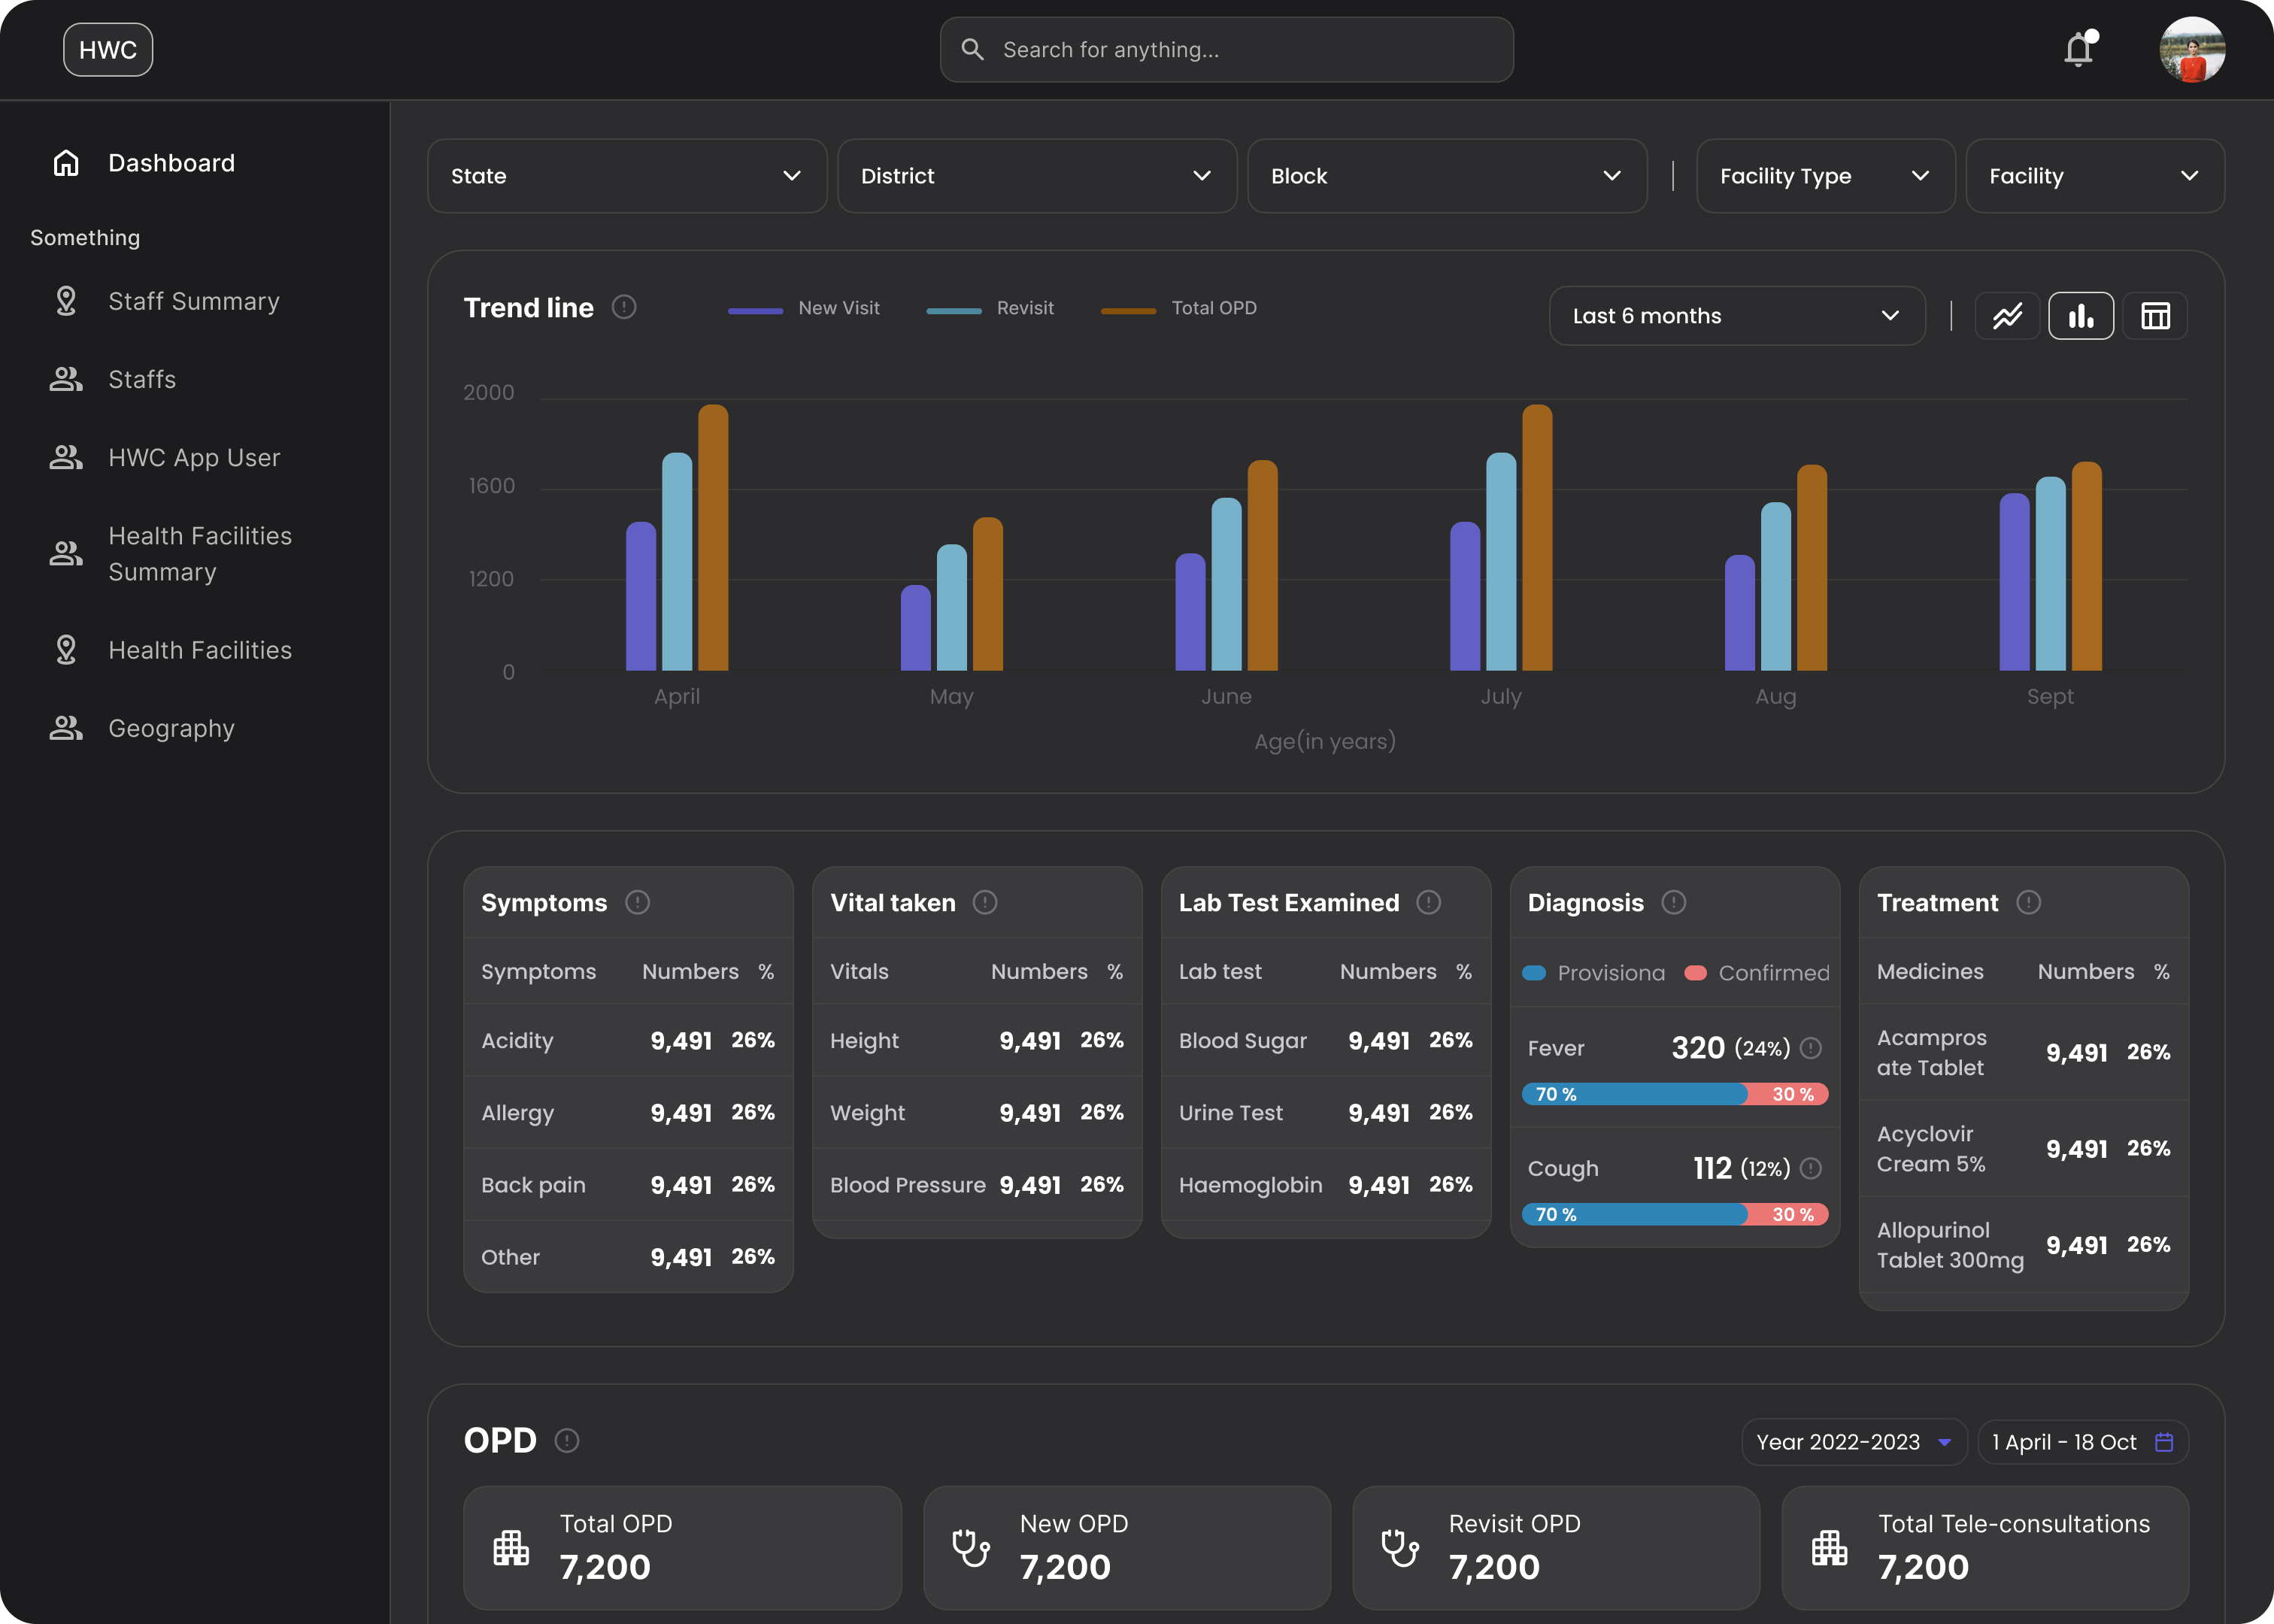 HWC
Search for anything...
Dashboard
Something
Staff Summary
Staffs
HWC App User
Health Facilities
Summary
Health Facilities
Geography
State
District
Block
Facility Type
Facility
Trend line
New Visit
Revisit
Total OPD
Last 6 months
2000
1600
1200
0
April
May
June
July
Aug
Sept
Age(in years)
Symptoms
Symptoms Numbers %
Acidity 9,491 26%
Allergy 9,491 26%
Back pain 9,491 26%
Other 9,491 26%
Vital taken
Vitals Numbers %
Height 9,491 26%
Weight 9,491 26%
Blood Pressure 9,491 26%
Lab Test Examined
Lab test Numbers %
Blood Sugar 9,491 26%
Urine Test 9,491 26%
Haemoglobin 9,491 26%
Diagnosis
Provisiona Confirmed
Fever 320 (24%)
70 % 30 %
Cough 112 (12%)
70 % 30 %
Treatment
Medicines Numbers %
Acampros
ate Tablet 9,491 26%
Acyclovir
Cream 5% 9,491 26%
Allopurinol
Tablet 300mg 9,491 26%
OPD
Year 2022-2023
1 April - 18 Oct
Total OPD
7,200
New OPD
7,200
Revisit OPD
7,200
Total Tele-consultations
7,200